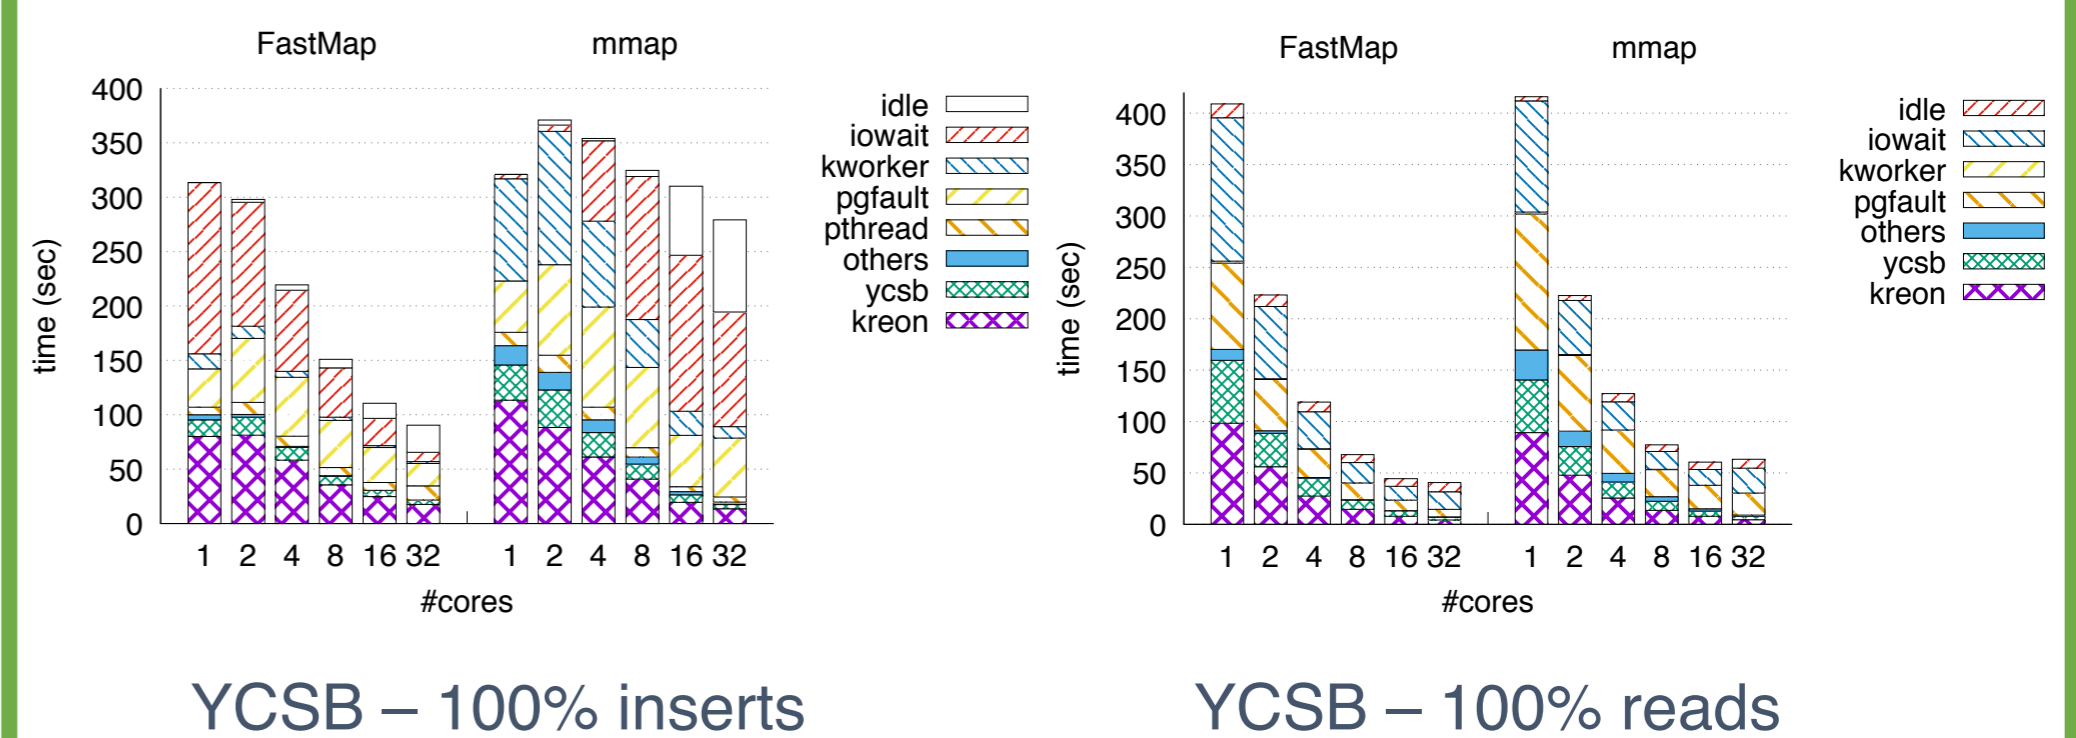 FastMap mmap
400
350
300
250
200
150
100
50
0
time (sec)
1 2 4 8 16 32 1 2 4 8 16 32
#cores
idle
iowait
kworker
pgfault
pthread
others
ycsb
kreon
YCSB – 100% inserts
FastMap mmap
400
350
300
250
200
150
100
50
0
time (sec)
1 2 4 8 16 32 1 2 4 8 16 32
#cores
idle
iowait
kworker
pgfault
others
ycsb
kreon
YCSB – 100% reads